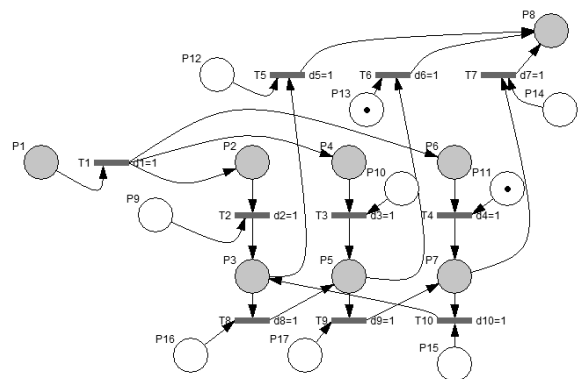 P8
P12
T5 d5=1
T6 d6=1
T7 d7=1
P13
P14
P1
T1 d1=1
P2
P4
P6
P10
P11
P9
T2 d2=1
T3 d3=1
T4 d4=1
P3
P5
P7
T8 d8=1
T9 d9=1
T10 d10=1
P16
P17
P15